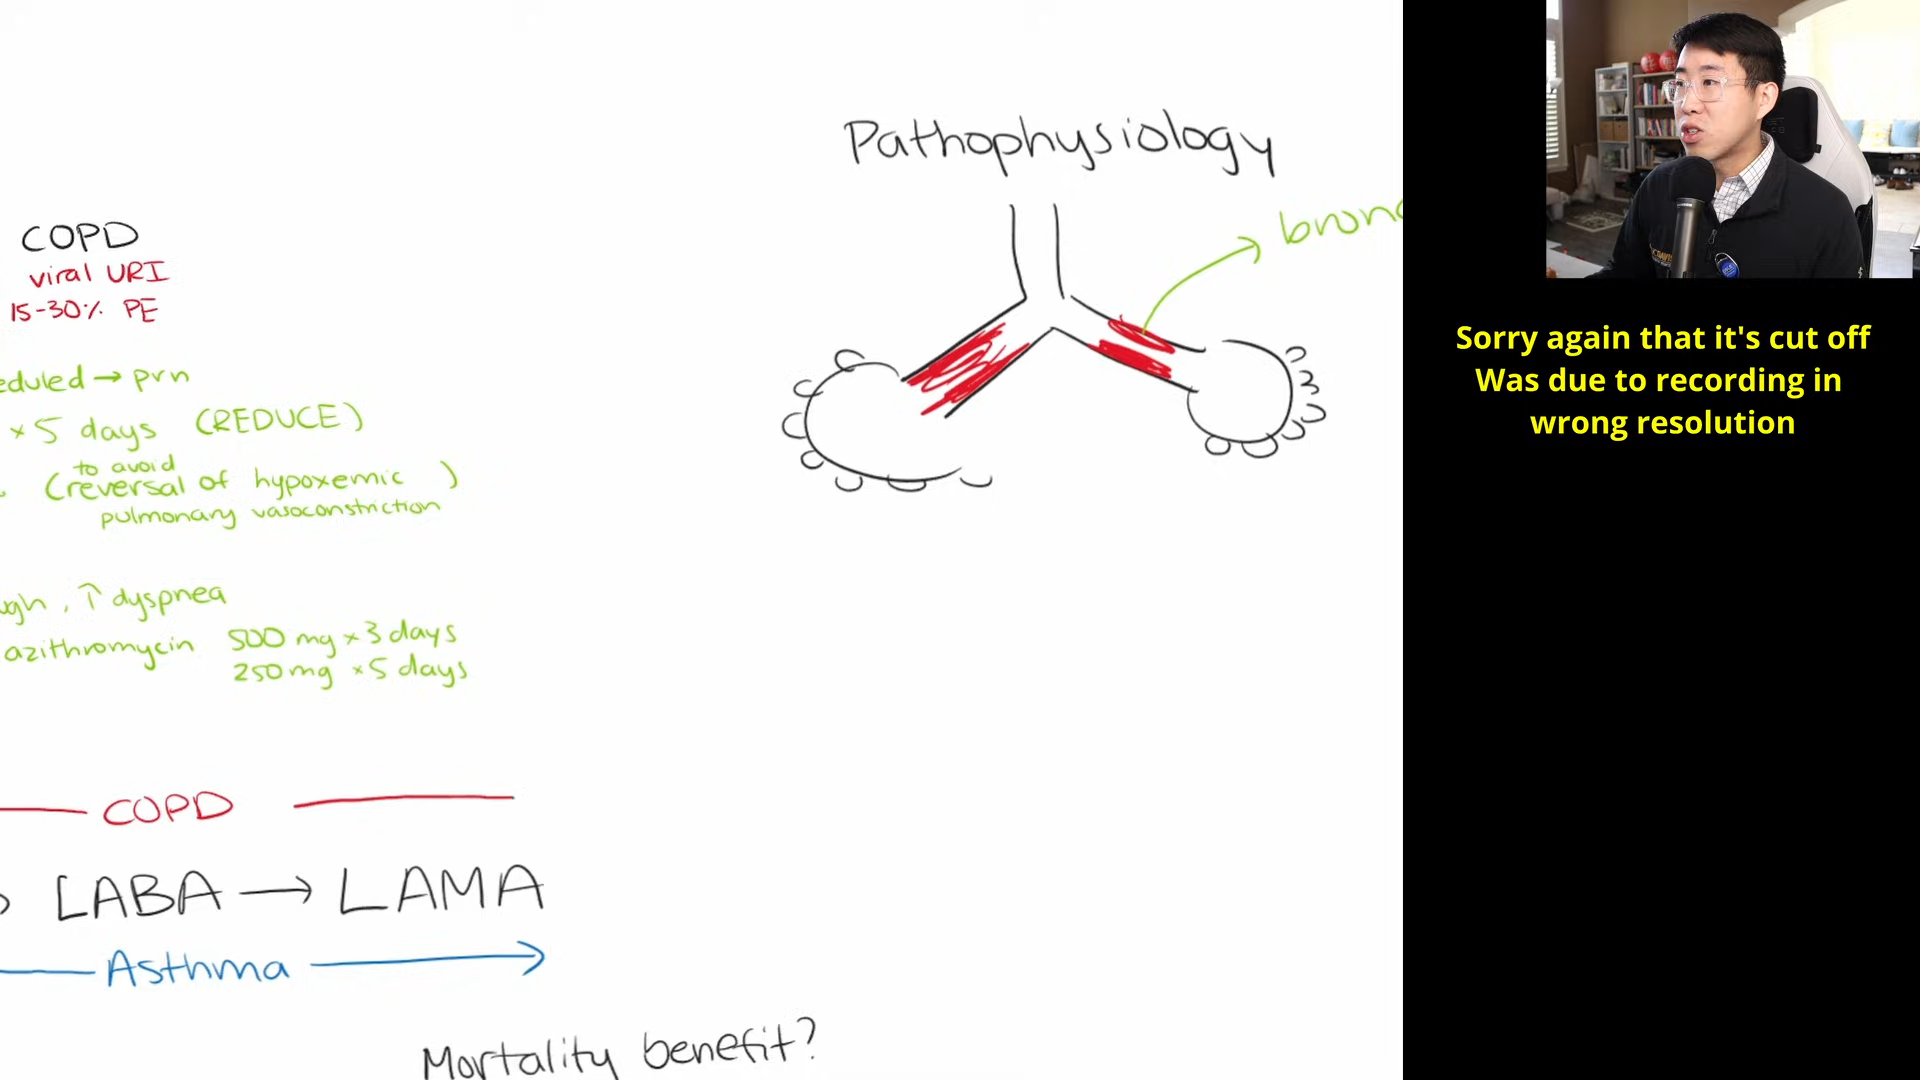 Pathophysiology
COPD
viral URI
15-30% PE
eduled → prn
× 5 days (REDUCE)
to avoid
(reversal of hypoxemic )
pulmonary vasoconstriction
ugh, ↑ dyspnea
azithromycin 500 mg × 3 days
250 mg × 5 days
COPD
LABA → LAMA
Asthma
Mortality benefit?
bronc
Sorry again that it's cut off
Was due to recording in
wrong resolution